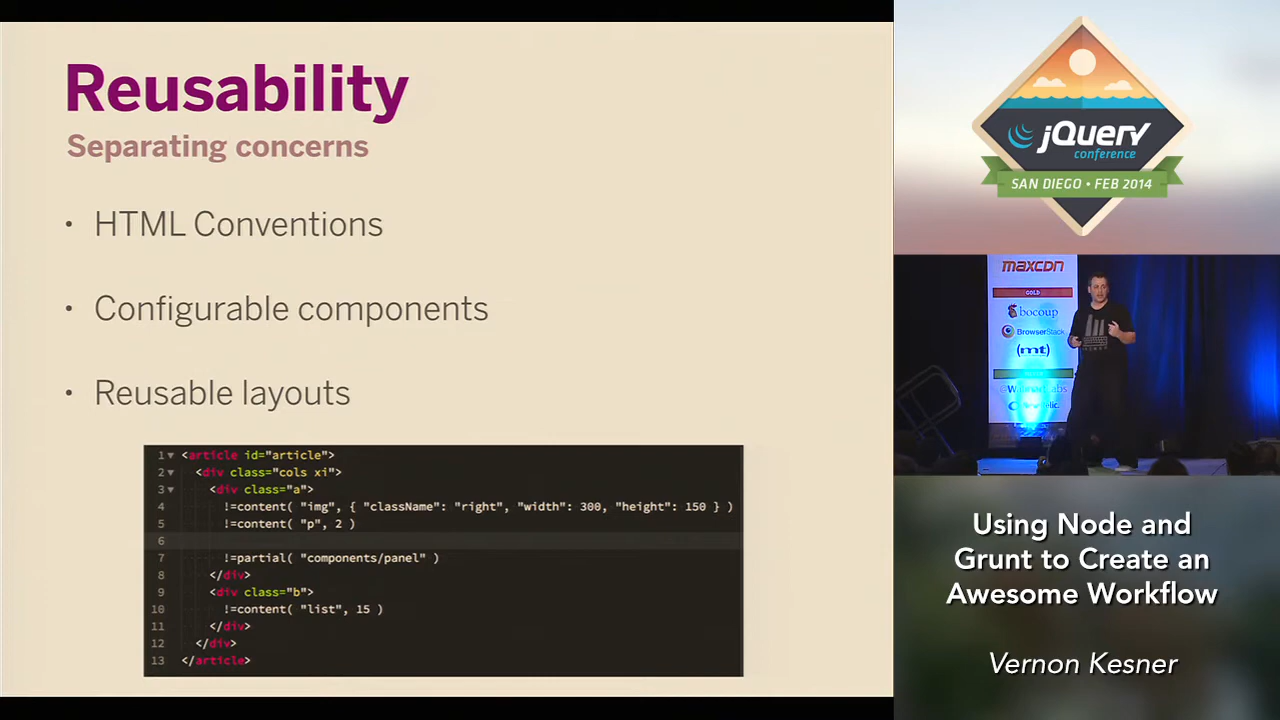 Reusability
Separating concerns
• HTML Conventions
• Configurable components
• Reusable layouts
1 <article id="article">
2 <div class="cols xi">
3 <div class="a">
4 !=content( "img", { "className": "right", "width": 300, "height": 150 } )
5 !=content( "p", 2 )
6
7 !=partial( "components/panel" )
8 </div>
9 <div class="b">
10 !=content( "list", 15 )
11 </div>
12 </div>
13 </article>
jQuery
conference
SAN DIEGO • FEB 2014
MAXCDN
GOLD
bocoup
BrowserStack
(mt)
Using Node and
Grunt to Create an
Awesome Workflow
Vernon Kesner